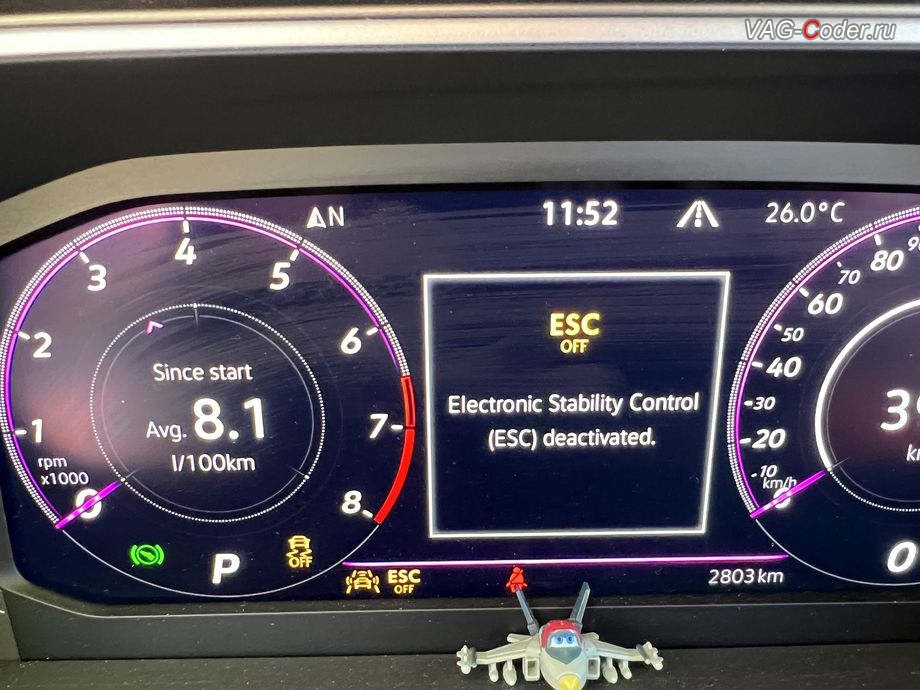 VAG-Coder.ru
N
11:52
26.0°C
4
3
5
2
6
1
7
0
8
rpm
x1000
Since start
Avg. 8.1
l/100km
ESC
OFF
Electronic Stability Control
(ESC) deactivated.
80
70
60
50
40
30
20
10
km/h
0
P
OFF
ESC
OFF
2803 km
0